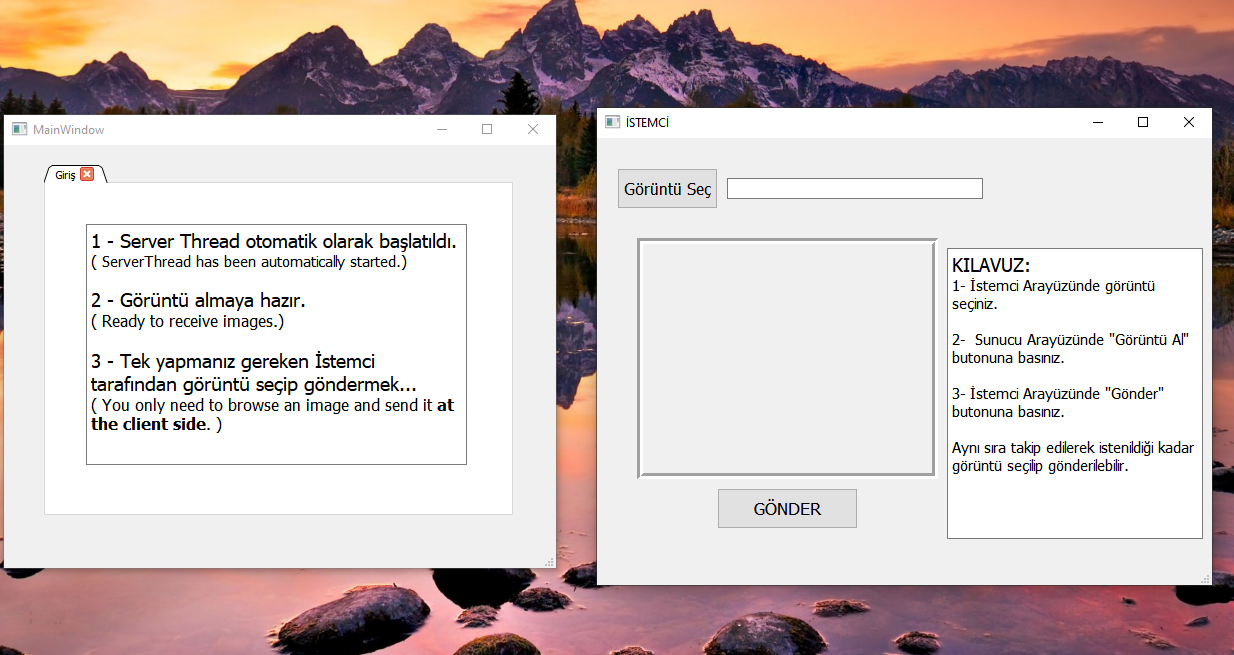 MainWindow
Giriş
1 - Server Thread otomatik olarak başlatıldı.
( ServerThread has been automatically started.)
2 - Görüntü almaya hazır.
( Ready to receive images.)
3 - Tek yapmanız gereken İstemci
tarafından görüntü seçip göndermek...
( You only need to browse an image and send it at
the client side. )
İSTEMCİ
Görüntü Seç
GÖNDER
KILAVUZ:
1- İstemci Arayüzünde görüntü
seçiniz.
2-  Sunucu Arayüzünde "Görüntü Al"
butonuna basınız.
3- İstemci Arayüzünde "Gönder"
butonuna basınız.
Aynı sıra takip edilerek istenildiği kadar
görüntü seçilip gönderilebilir.